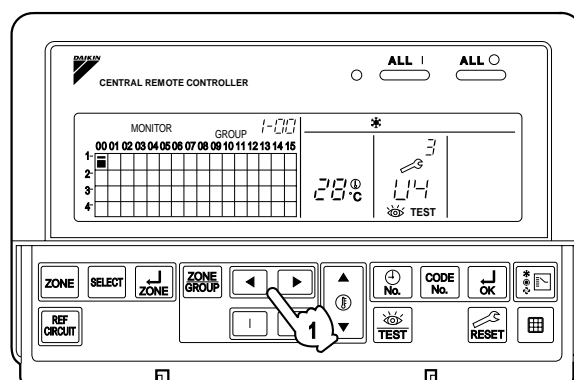 DAIKIN
CENTRAL REMOTE CONTROLLER
ALL |
ALL ○
MONITOR
GROUP 1-00
00 01 02 03 04 05 06 07 08 09 10 11 12 13 14 15
1-
2-
3-
4-
28 °C
3
U4
TEST
ZONE
SELECT
ZONE
ZONE
GROUP
No.
CODE
No.
OK
REF
CIRCUIT
|
1
TEST
RESET